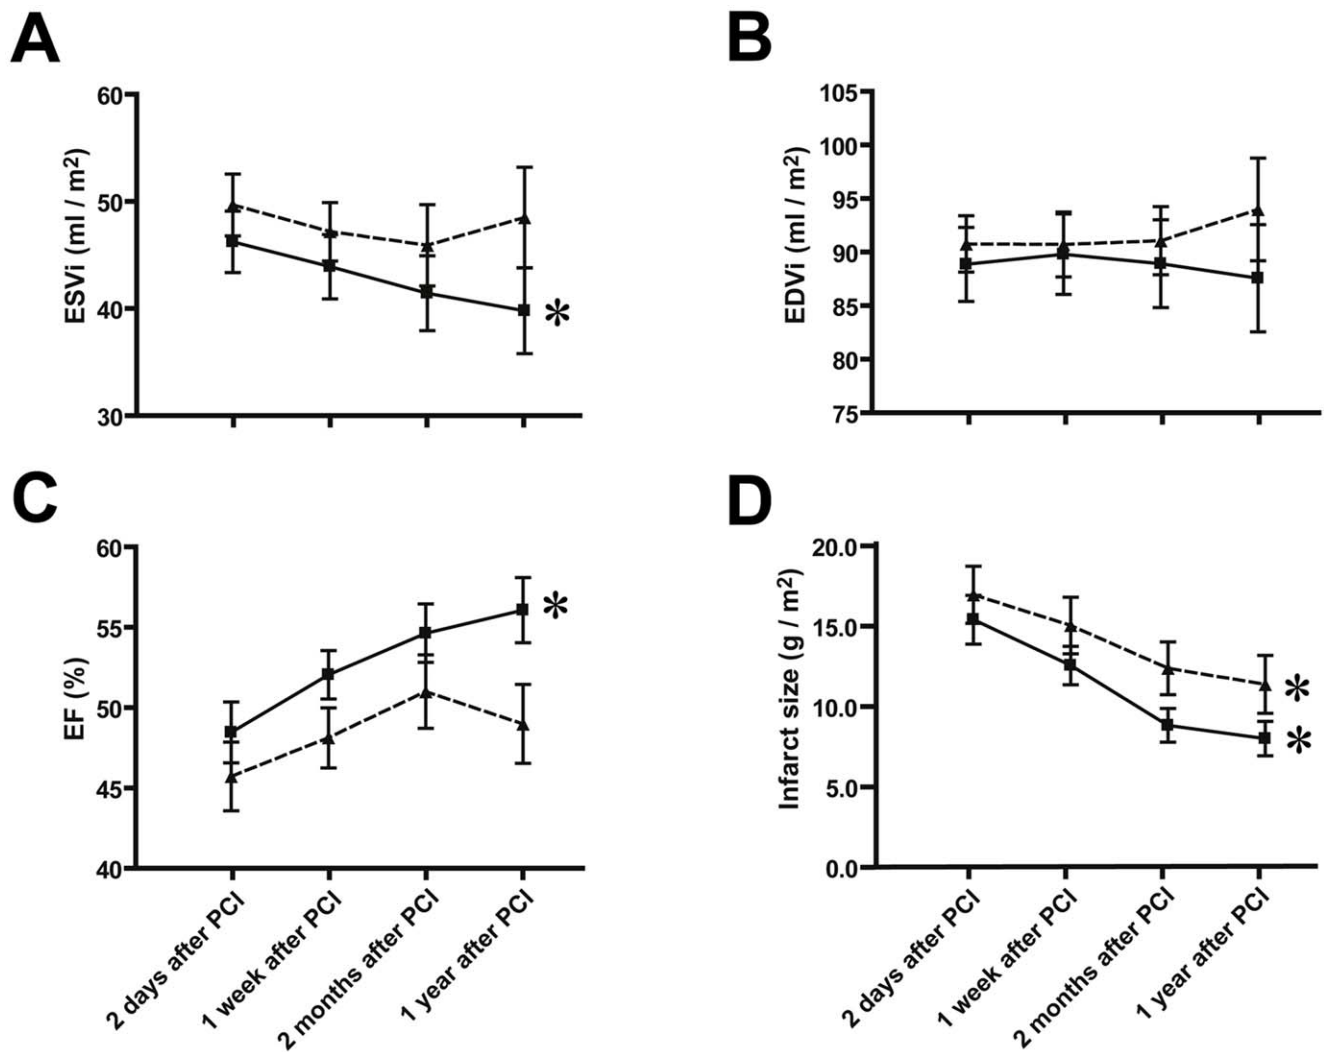 A
B
60
50
40
30
ESVi (ml / m²)
*
105
100
95
90
85
80
75
EDVi (ml / m²)
C
D
60
55
50
45
40
EF (%)
*
20.0
15.0
10.0
5.0
0.0
Infarct size (g / m²)
*
*
2 days after PCI
1 week after PCI
2 months after PCI
1 year after PCI
2 days after PCI
1 week after PCI
2 months after PCI
1 year after PCI